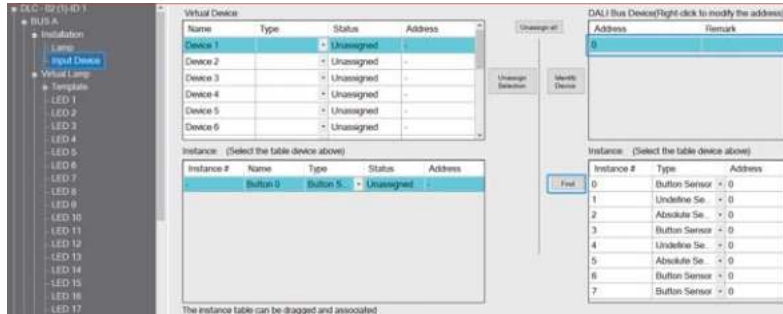 DLC - 02 (1)-ID 1
BUS A
Installation
Lamp
Input Device
Virtual Lamp
Template
LED 1
LED 2
LED 3
LED 4
LED 5
LED 6
LED 7
LED 8
LED 9
LED 10
LED 11
LED 12
LED 13
LED 14
LED 15
LED 16
LED 17
Virtual Device:
Name Type Status Address
Device 1 Unassigned -
Device 2 Unassigned -
Device 3 Unassigned -
Device 4 Unassigned -
Device 5 Unassigned -
Device 6 Unassigned -
Instance: (Select the table device above)
Instance # Name Type Status Address
- Button 0 Button S... Unassigned -
The instance table can be dragged and associated
Unassign all
Unassign Selection
Identify Device
Find
DALI Bus Device(Right-click to modify the address)
Address Remark
0
Instance: (Select the table device above)
Instance # Type Address
0 Button Sensor 0
1 Undefine Se... 0
2 Absolute Se... 0
3 Button Sensor 0
4 Undefine Se... 0
5 Absolute Se... 0
6 Button Sensor 0
7 Button Sensor 0